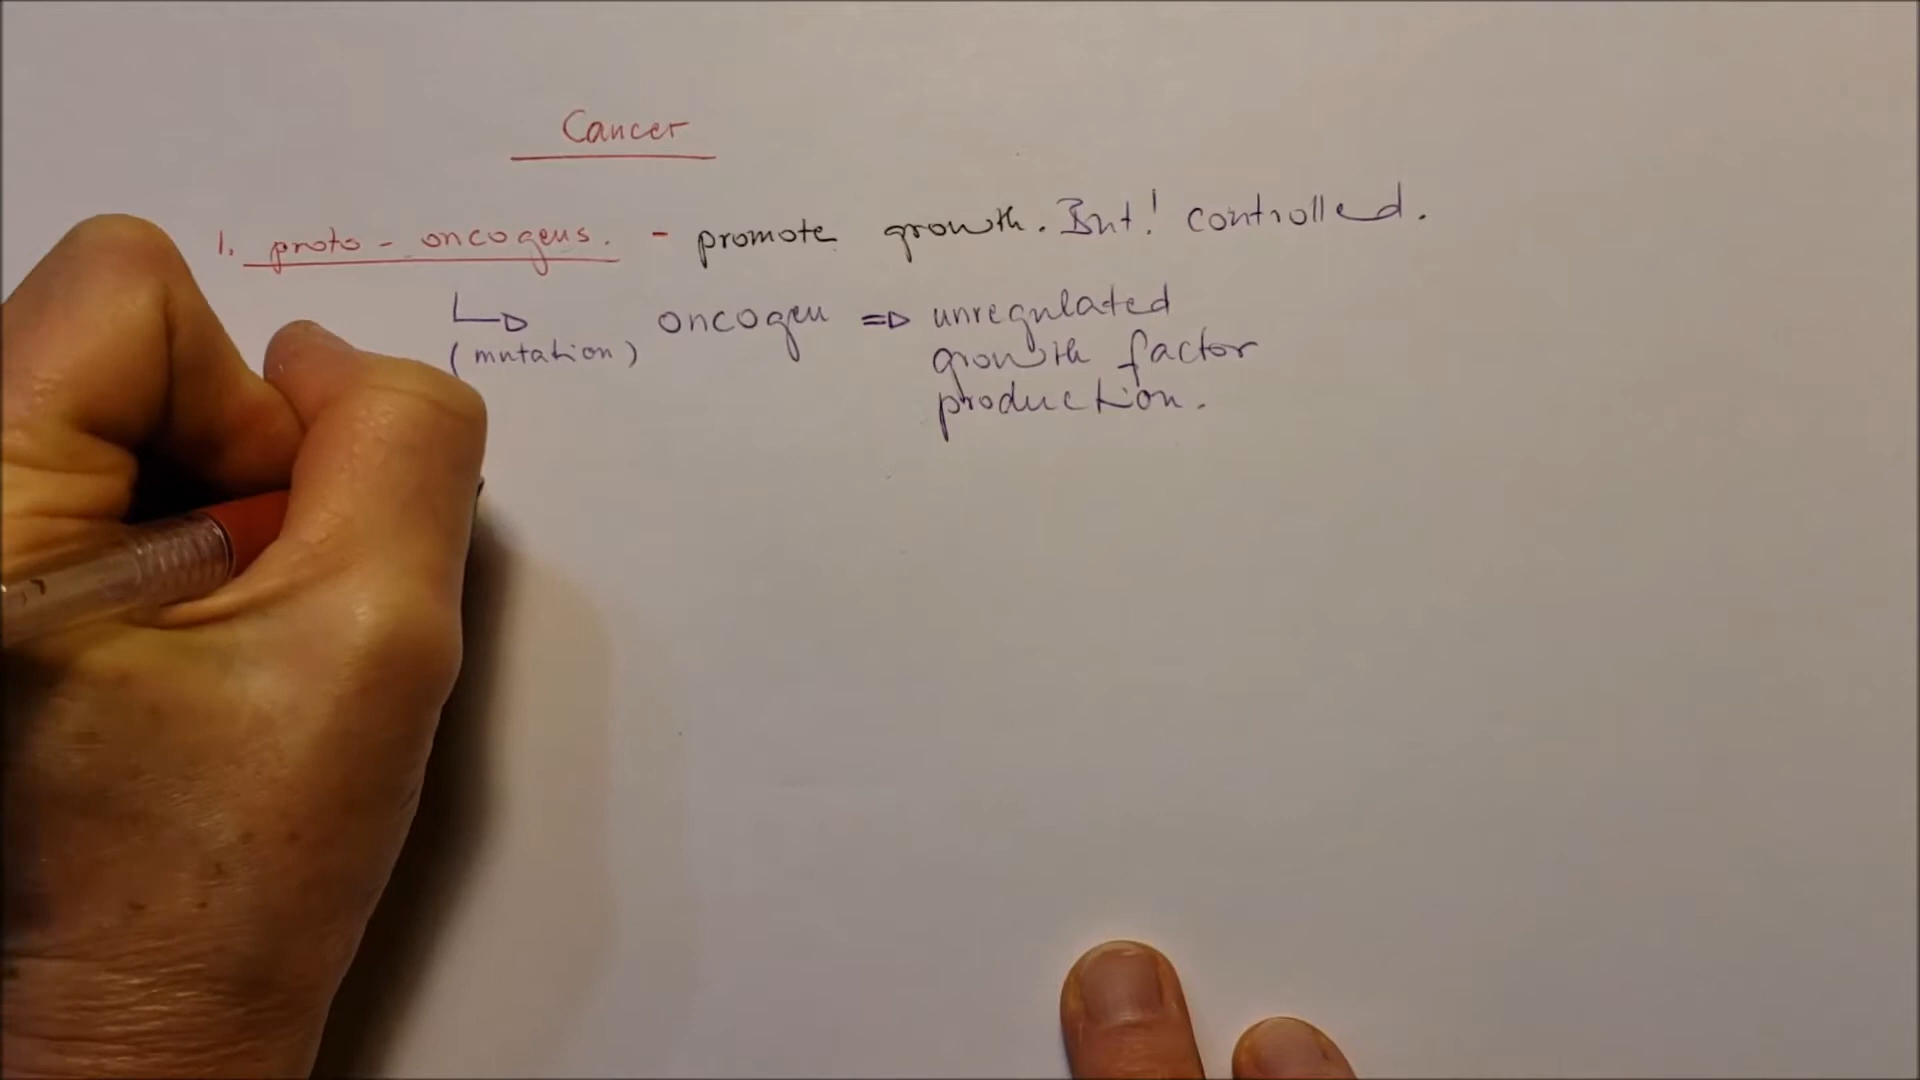 Cancer
1. proto - oncogens. - promote growth. But! controlled.
oncogen ⇒ unregulated
(mutation) growth factor
production.